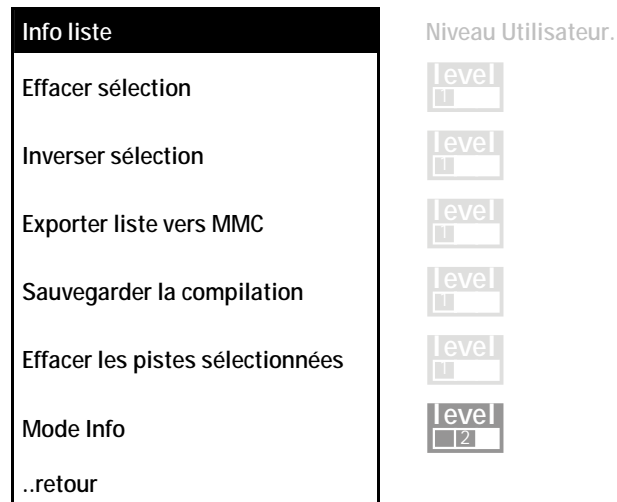 Info liste
Niveau Utilisateur.
Effacer sélection
level
1
Inverser sélection
level
1
Exporter liste vers MMC
level
1
Sauvegarder la compilation
level
1
Effacer les pistes sélectionnées
level
1
Mode Info
level
2
..retour